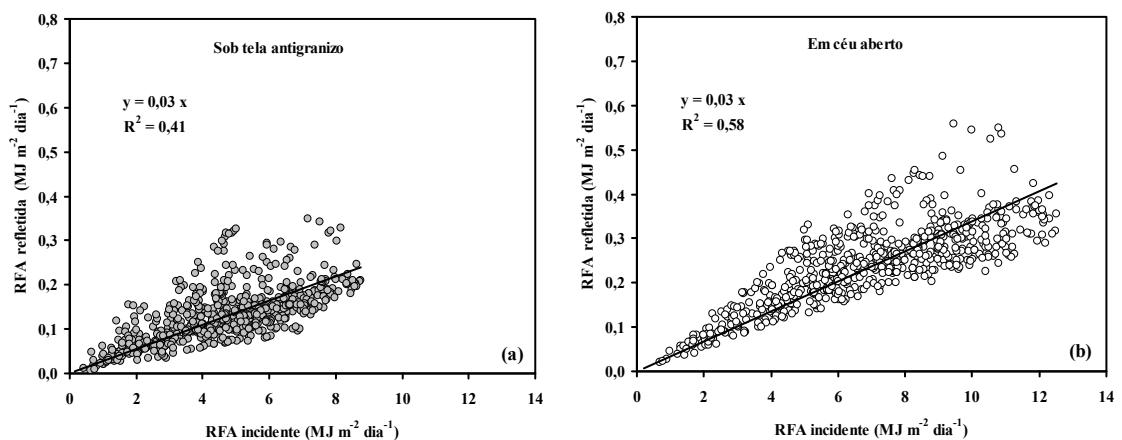 Sob tela antigranizo
y = 0,03 x
R² = 0,41
RFA refletida (MJ m⁻² dia⁻¹)
0,8
0,7
0,6
0,5
0,4
0,3
0,2
0,1
0,0
(a)
0 2 4 6 8 10 12 14
RFA incidente (MJ m⁻² dia⁻¹)
Em céu aberto
y = 0,03 x
R² = 0,58
RFA refletida (MJ m⁻² dia⁻¹)
0,8
0,7
0,6
0,5
0,4
0,3
0,2
0,1
0,0
(b)
0 2 4 6 8 10 12 14
RFA incidente (MJ m⁻² dia⁻¹)